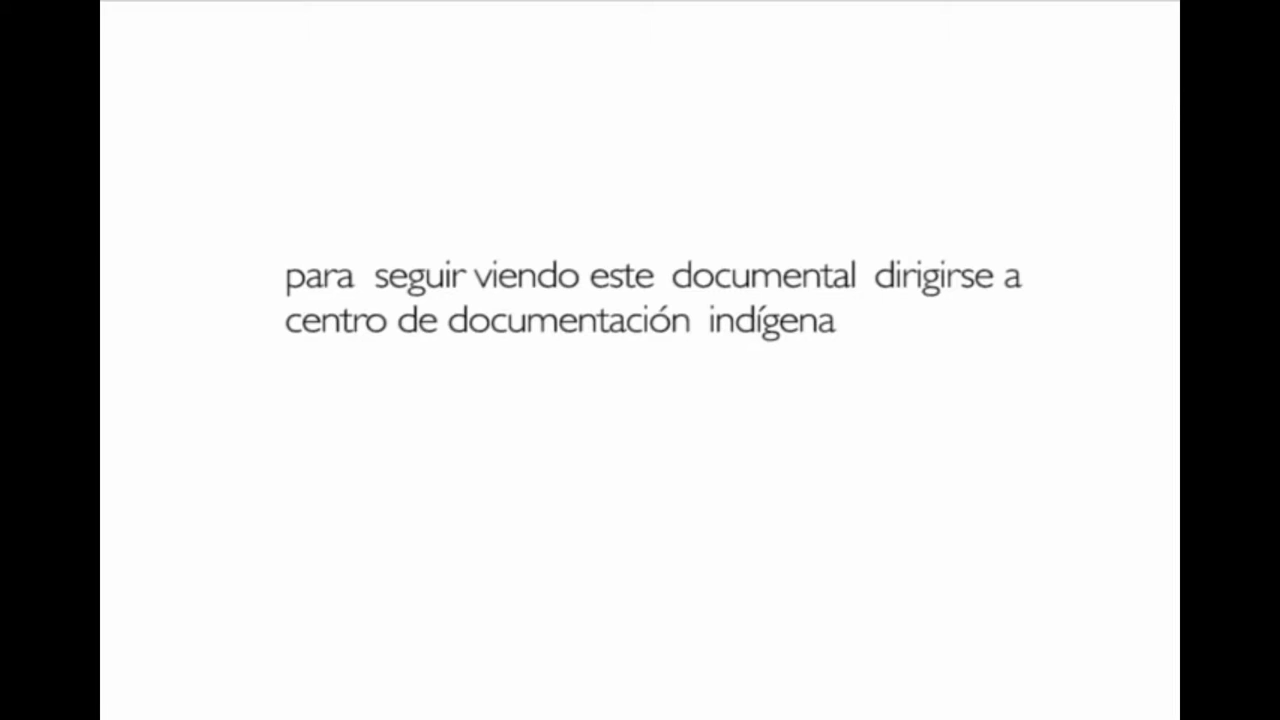 para seguir viendo este documental dirigirse a
centro de documentación indígena